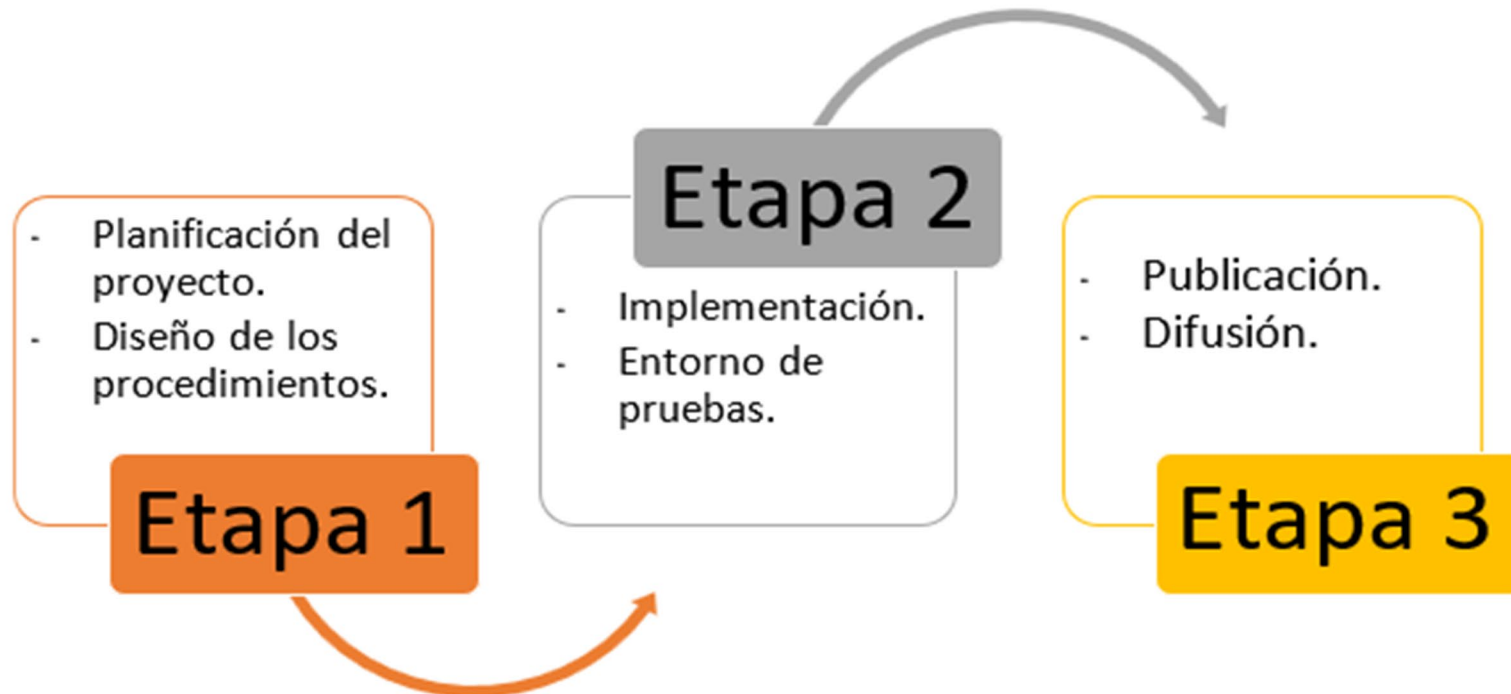 - Planificación del
proyecto.
- Diseño de los
procedimientos.
Etapa 1
Etapa 2
- Implementación.
- Entorno de
pruebas.
- Publicación.
- Difusión.
Etapa 3